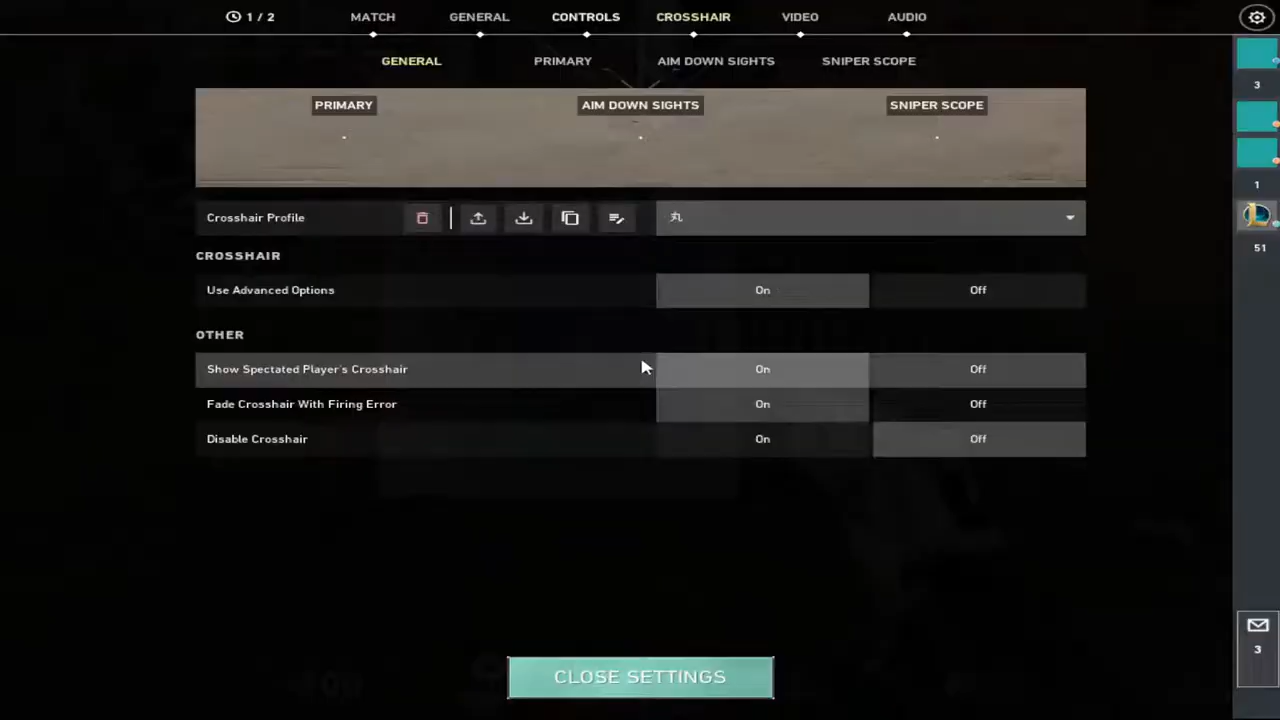 1 / 2
MATCH GENERAL CONTROLS CROSSHAIR VIDEO AUDIO
GENERAL PRIMARY AIM DOWN SIGHTS SNIPER SCOPE
PRIMARY AIM DOWN SIGHTS SNIPER SCOPE
Crosshair Profile 丸
CROSSHAIR
Use Advanced Options On Off
OTHER
Show Spectated Player's Crosshair On Off
Fade Crosshair With Firing Error On Off
Disable Crosshair On Off
CLOSE SETTINGS
3
1
51
3